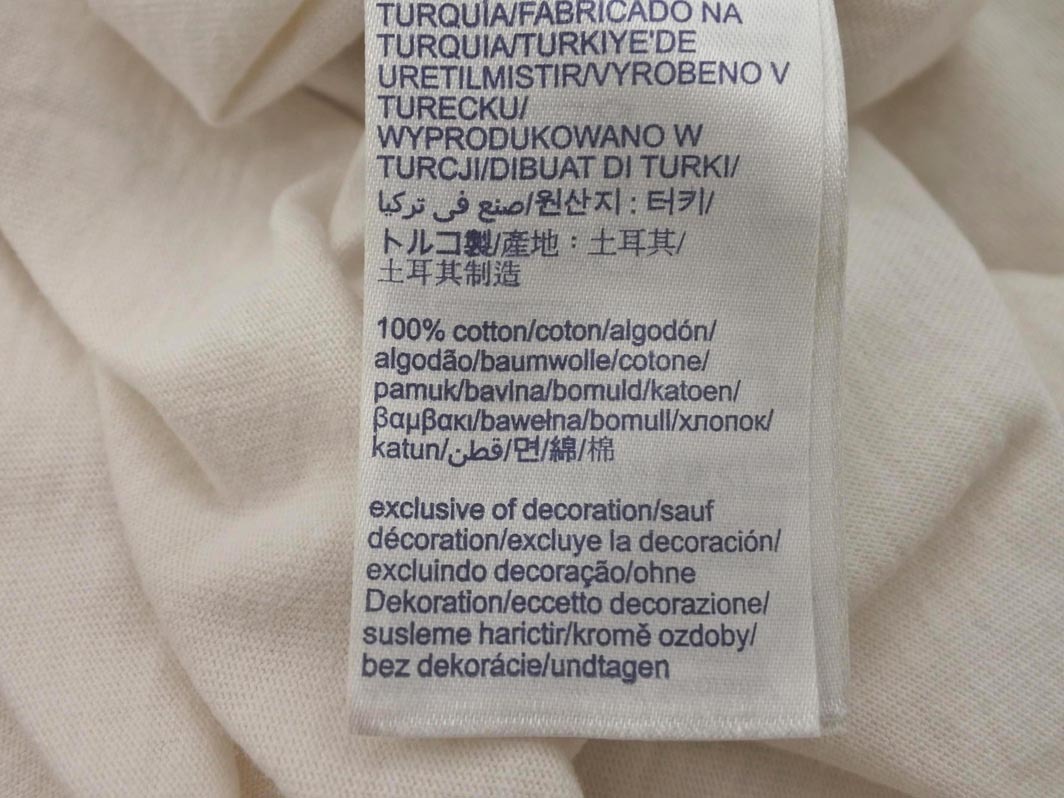 TURQUÍA/FABRICADO NA
TURQUIA/TURKIYE'DE
URETILMISTIR/VYROBENO V
TURECKU/
WYPRODUKOWANO W
TURCJI/DIBUAT DI TURKI/
صنع في تركيا/원산지 : 터키/
トルコ製/產地：土耳其/
土耳其制造
100% cotton/coton/algodón/
algodão/baumwolle/cotone/
pamuk/bavlna/bomuld/katoen/
βαμβακι/bawełna/bomull/хлопок/
katun/قطن/면/綿/棉
exclusive of decoration/sauf
décoration/excluye la decoración/
excluindo decoração/ohne
Dekoration/eccetto decorazione/
susleme harictir/kromě ozdoby/
bez dekorácie/undtagen